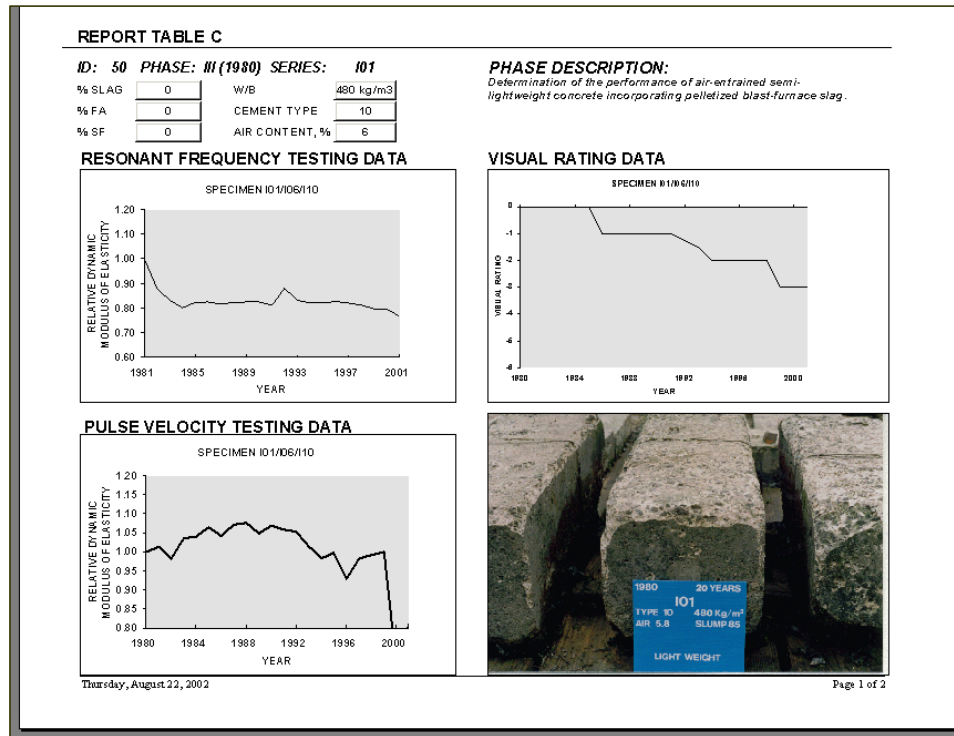 REPORT TABLE C
ID: 50 PHASE: III (1980) SERIES: I01
% SLAG 0 W/B 480 kg/m3
% FA 0 CEMENT TYPE 10
% SF 0 AIR CONTENT, % 6
PHASE DESCRIPTION:
Determination of the performance of air-entrained semi-
lightweight concrete incorporating pelletized blast-furnace slag.
RESONANT FREQUENCY TESTING DATA
SPECIMEN I01/I06/I10
RELATIVE DYNAMIC
MODULUS OF ELASTICITY
1.20
1.10
1.00
0.90
0.80
0.70
0.60
1981 1985 1989 1993 1997 2001
YEAR
VISUAL RATING DATA
SPECIMEN I01/I06/I10
VISUAL RATING
0
-1
-2
-3
-4
-5
-6
1980 1984 1988 1992 1996 2000
YEAR
PULSE VELOCITY TESTING DATA
SPECIMEN I01/I06/I10
RELATIVE DYNAMIC
MODULUS OF ELASTICITY
1.20
1.15
1.10
1.05
1.00
0.95
0.90
0.85
0.80
1980 1984 1988 1992 1996 2000
YEAR
1980 20 YEARS
I01
TYPE 10 480 Kg/m³
AIR 5.8 SLUMP 85
LIGHT WEIGHT
Thursday, August 22, 2002
Page 1 of 2